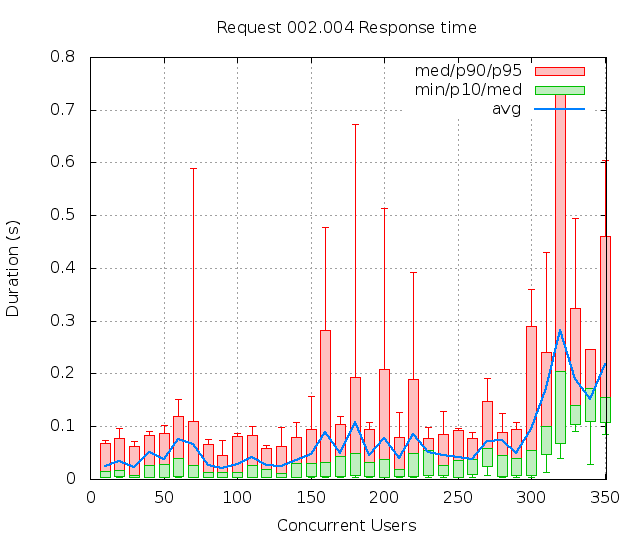 Request 002.004 Response time
0.8
0.7
0.6
0.5
0.4
0.3
0.2
0.1
0
Duration (s)
med/p90/p95
min/p10/med
avg
0 50 100 150 200 250 300 350
Concurrent Users